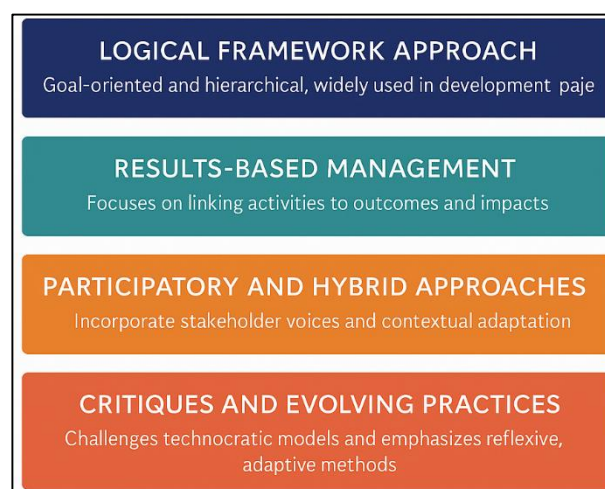 LOGICAL FRAMEWORK APPROACH
Goal-oriented and hierarchical, widely used in development paje
RESULTS-BASED MANAGEMENT
Focuses on linking activities to outcomes and impacts
PARTICIPATORY AND HYBRID APPROACHES
Incorporate stakeholder voices and contextual adaptation
CRITIQUES AND EVOLVING PRACTICES
Challenges technocratic models and emphasizes reflexive,
adaptive methods